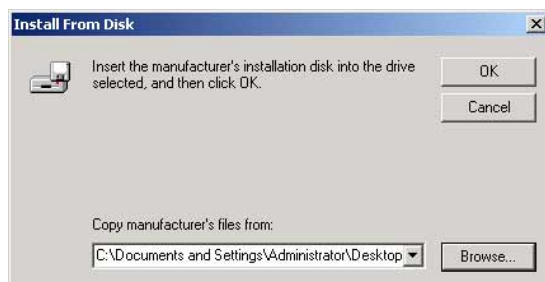 Install From Disk
Insert the manufacturer's installation disk into the drive
selected, and then click OK.
OK
Cancel
Copy manufacturer's files from:
C:\Documents and Settings\Administrator\Desktop
Browse...